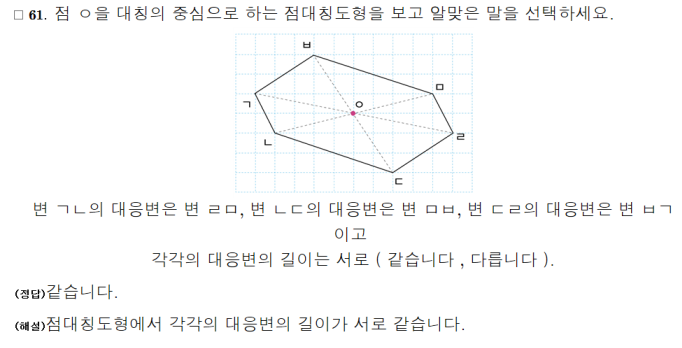 □ 61. 점 ㅇ을 대칭의 중심으로 하는 점대칭도형을 보고 알맞은 말을 선택하세요.
ㅂ
ㅁ
ㄱ
ㅇ
ㄴ
ㄹ
ㄷ
변 ㄱㄴ의 대응변은 변 ㄹㅁ, 변 ㄴㄷ의 대응변은 변 ㅁㅂ, 변 ㄷㄹ의 대응변은 변 ㅂㄱ
이고
각각의 대응변의 길이는 서로 ( 같습니다 , 다릅니다 ).
(정답)같습니다.
(해설)점대칭도형에서 각각의 대응변의 길이가 서로 같습니다.